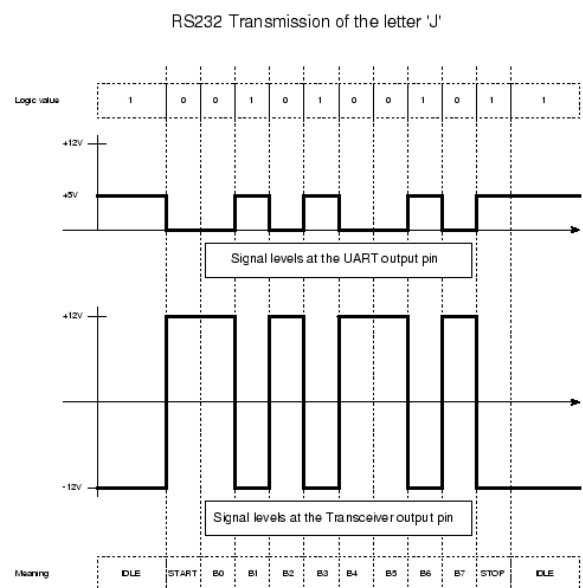 RS232 Transmission of the letter 'J'
Logic value 1 0 0 1 0 1 0 0 1 0 1 1
+12V
+5V
Signal levels at the UART output pin
+12V
-12V
Signal levels at the Transceiver output pin
Meaning IDLE START B0 B1 B2 B3 B4 B5 B6 B7 STOP IDLE